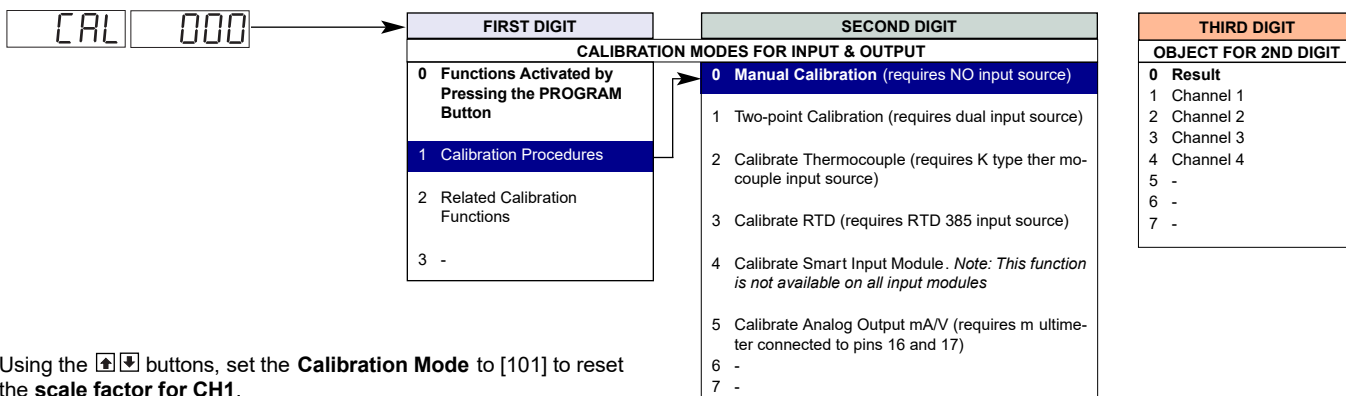 CAL 000
FIRST DIGIT
SECOND DIGIT
THIRD DIGIT
CALIBRATION MODES FOR INPUT & OUTPUT
OBJECT FOR 2ND DIGIT
0 Functions Activated by
Pressing the PROGRAM
Button
1 Calibration Procedures
2 Related Calibration
Functions
3 -
0 Manual Calibration (requires NO input source)
1 Two-point Calibration (requires dual input source)
2 Calibrate Thermocouple (requires K type ther mo-
couple input source)
3 Calibrate RTD (requires RTD 385 input source)
4 Calibrate Smart Input Module. Note: This function
is not available on all input modules
5 Calibrate Analog Output mA/V (requires m ultime-
ter connected to pins 16 and 17)
6 -
7 -
0 Result
1 Channel 1
2 Channel 2
3 Channel 3
4 Channel 4
5 -
6 -
7 -
Using the buttons, set the Calibration Mode to [101] to reset
the scale factor for CH1.